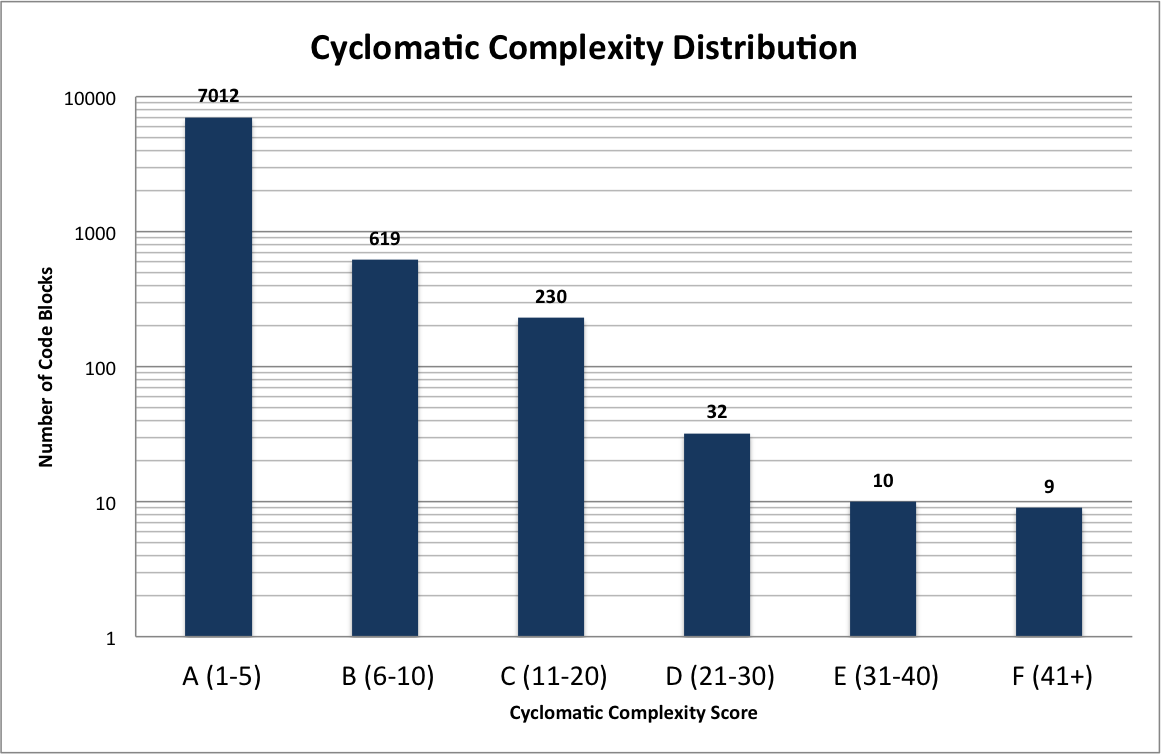 Cyclomatic Complexity Distribution
10000
1000
100
10
1
Number of Code Blocks
7012
619
230
32
10
9
A (1-5) B (6-10) C (11-20) D (21-30) E (31-40) F (41+)
Cyclomatic Complexity Score